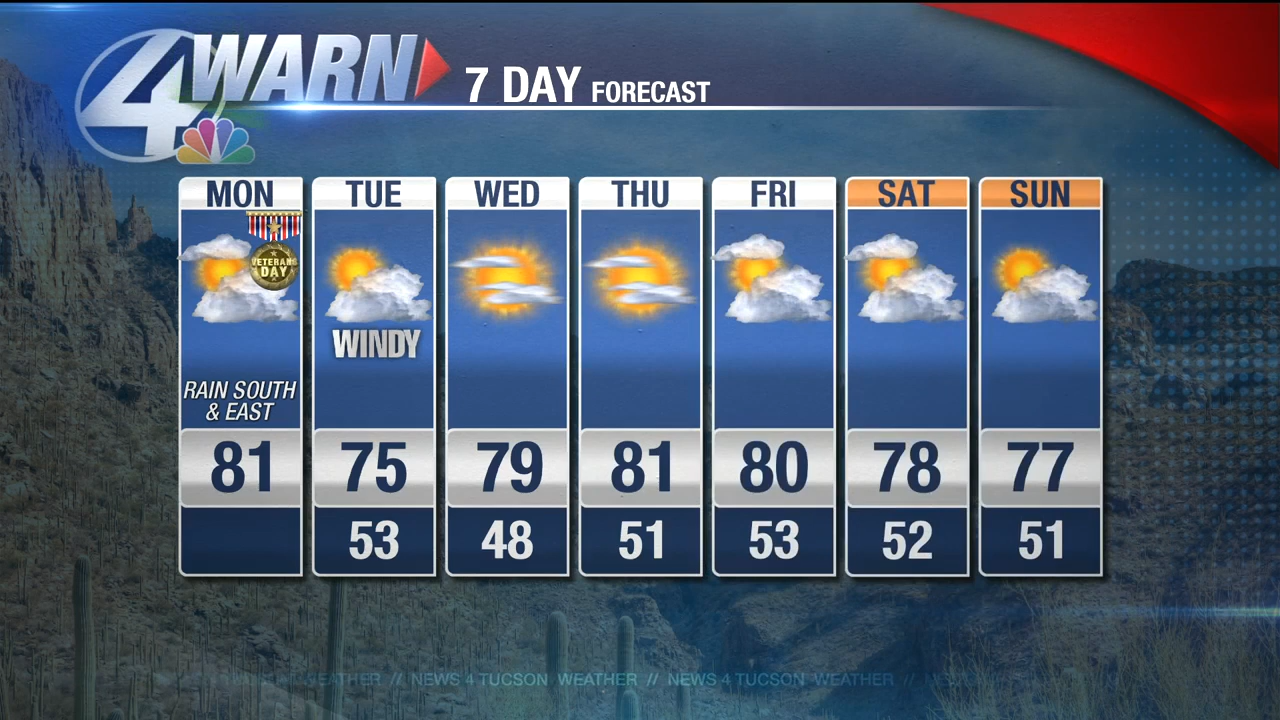 4WARN
7 DAY FORECAST
MON
TUE
WED
THU
FRI
SAT
SUN
VETERANS
DAY
WINDY
RAIN SOUTH
& EAST
81
75
79
81
80
78
77
53
48
51
53
52
51
WEATHER // NEWS 4 TUCSON WEATHER // NEWS 4 TUCSON WEATHER //